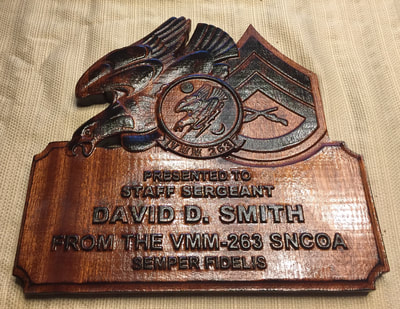 VMM 263
PRESENTED TO
STAFF SERGEANT
DAVID D. SMITH
FROM THE VMM-263 SNCOA
SEMPER FIDELIS